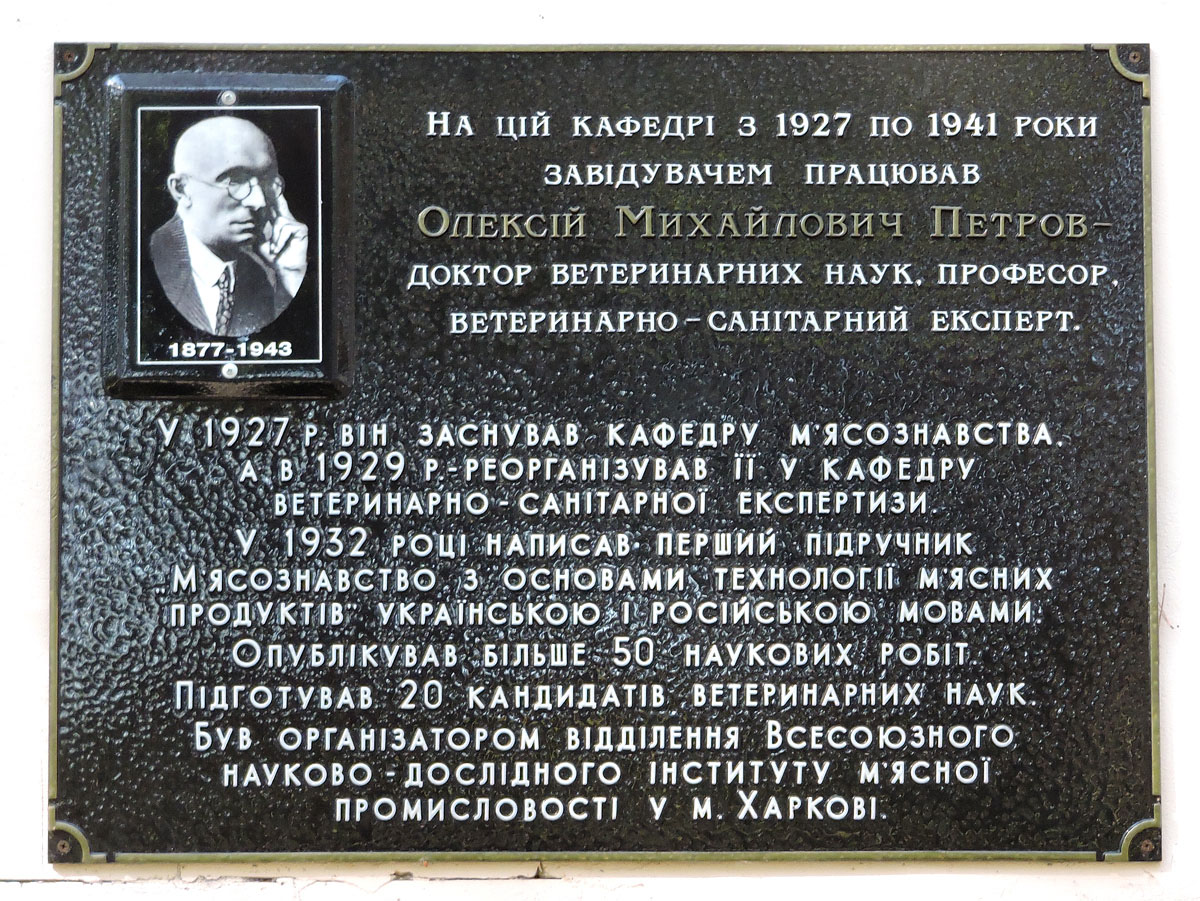 1877-1943
На цій кафедрі з 1927 по 1941 роки
завідувачем працював
Олексій Михайлович Петров–
доктор ветеринарних наук, професор,
ветеринарно–санітарний експерт.
У 1927 р він заснував кафедру м'ясознавства,
а в 1929 р.-реорганізував її у кафедру
ветеринарно-санітарної експертизи.
У 1932 році написав перший підручник
„М'ясознавство з основами технології м'ясних
продуктів" українською і російською мовами.
Опублікував більше 50 наукових робіт.
Підготував 20 кандидатів ветеринарних наук.
Був організатором відділення Всесоюзного
науково-дослідного інституту м'ясної
промисловості у м. Харкові.